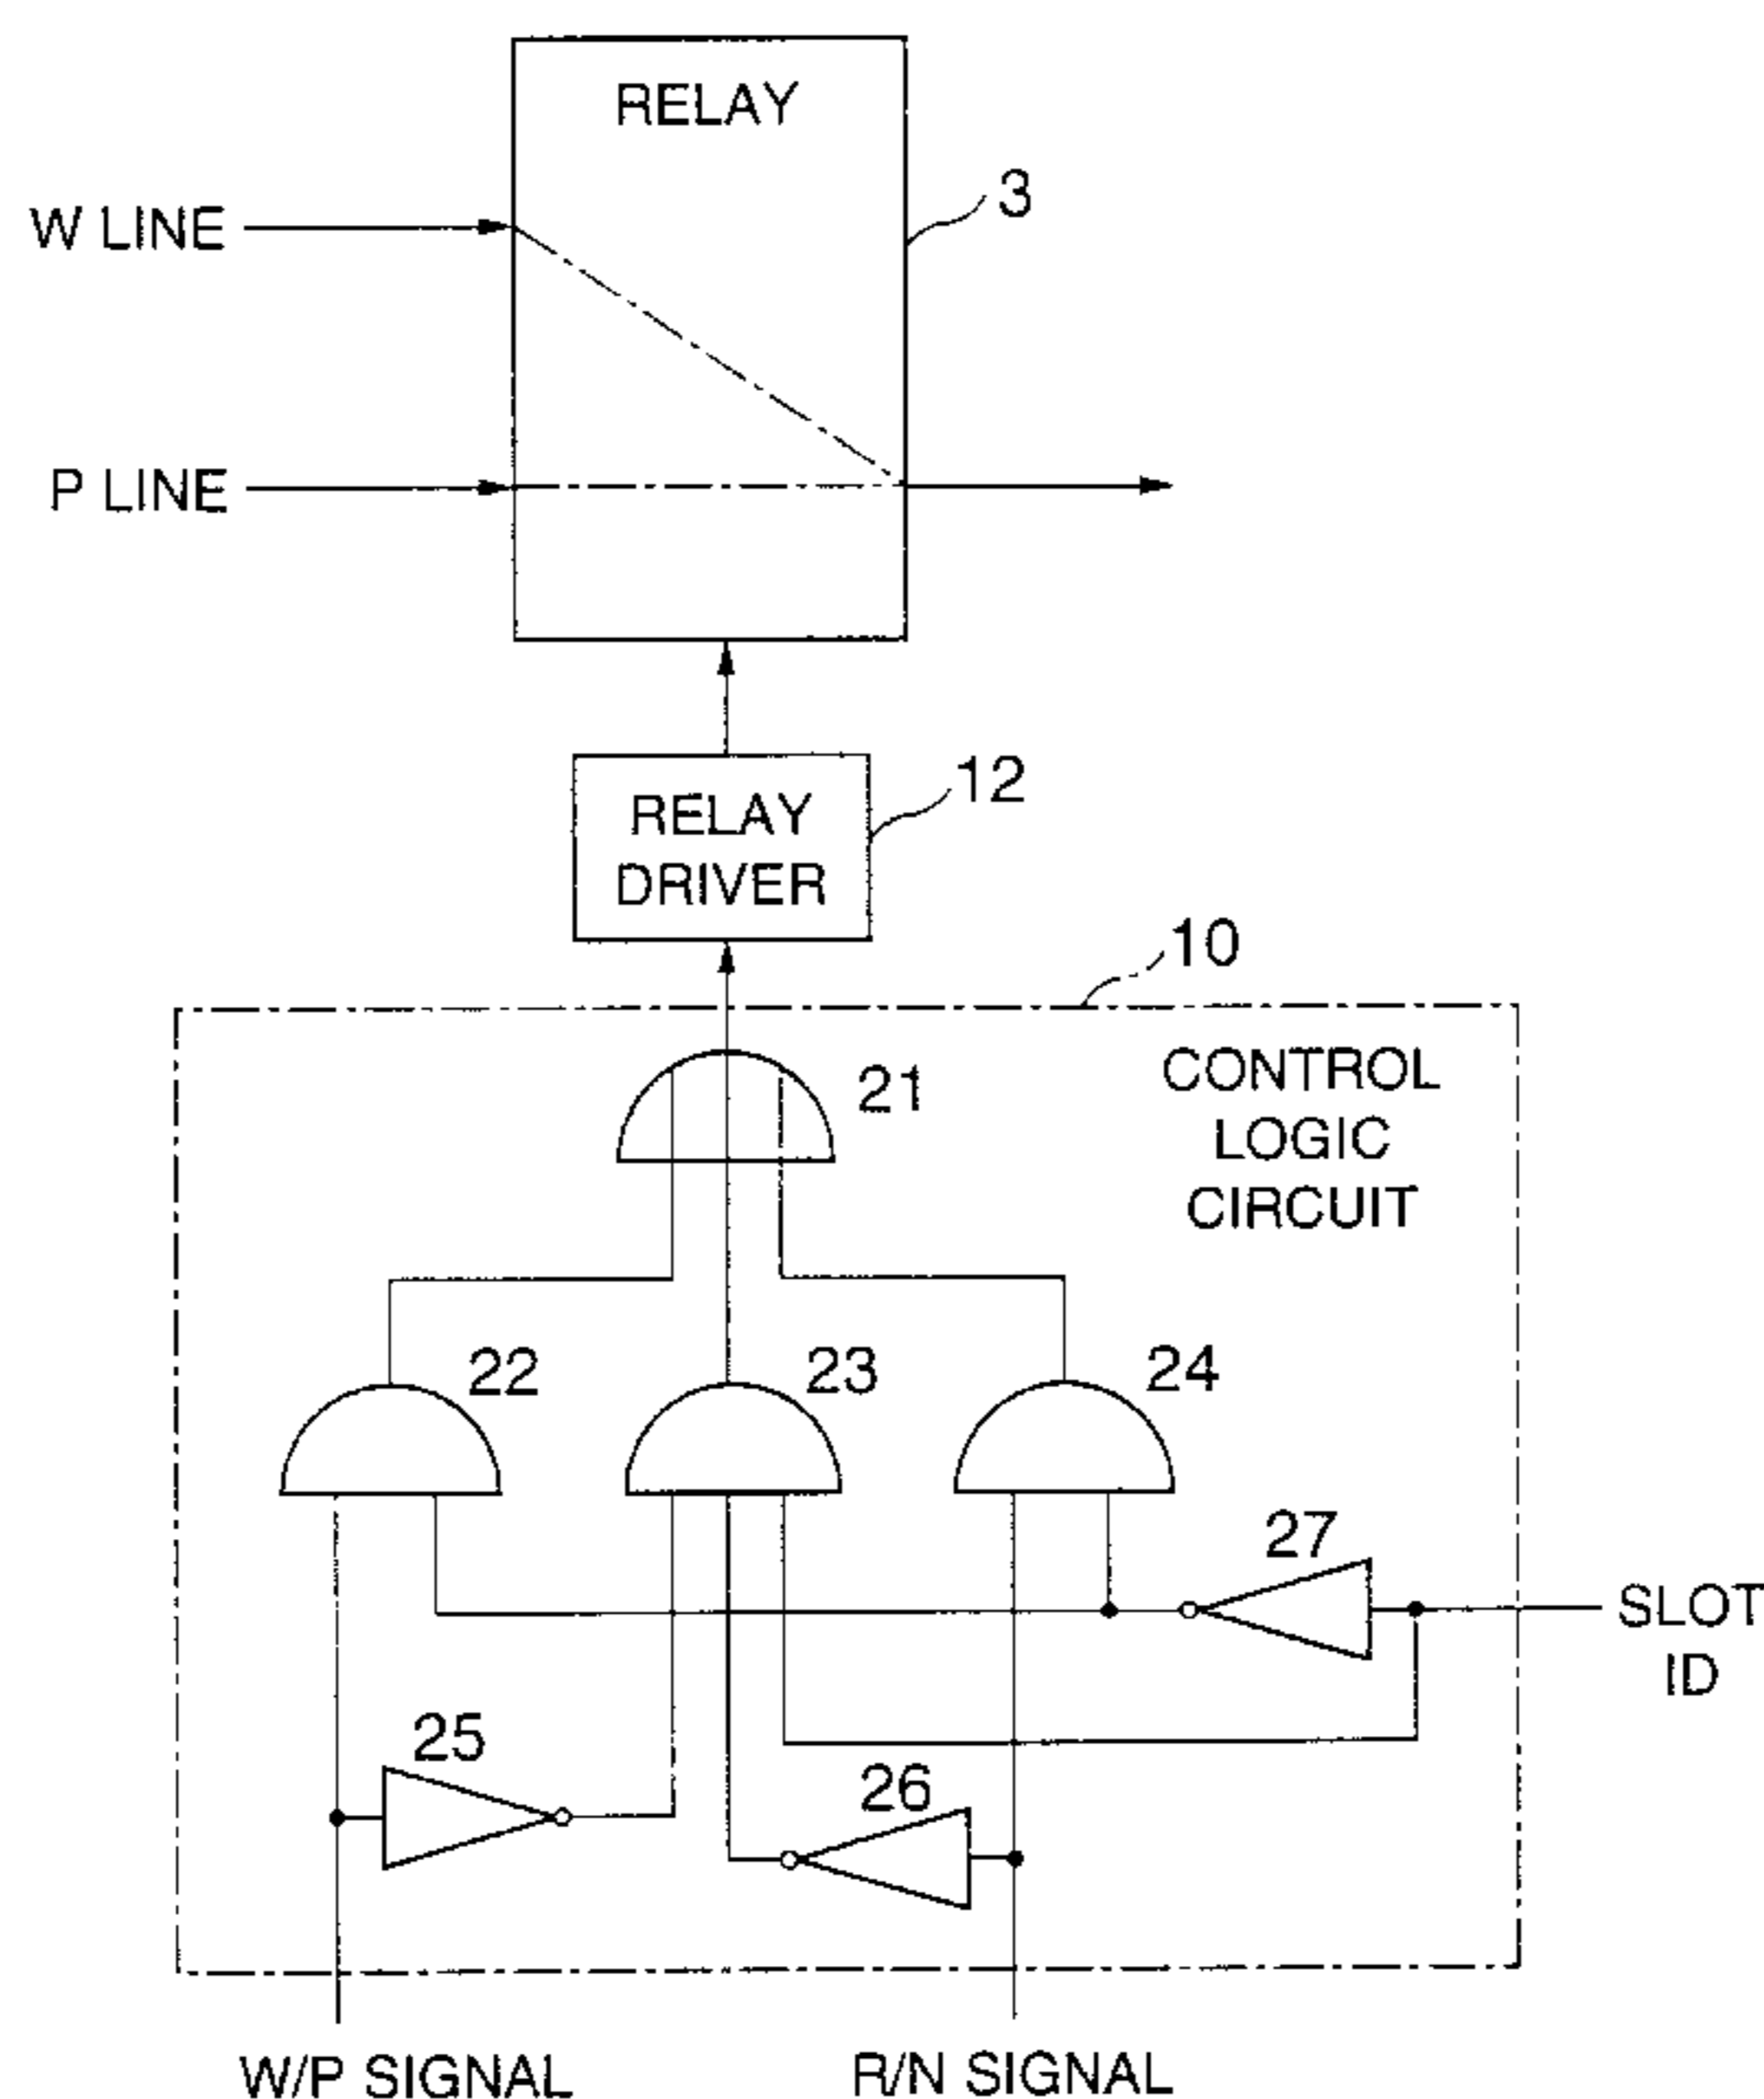 RELAY
3
W LINE
P LINE
RELAY
DRIVER
12
10
CONTROL
LOGIC
CIRCUIT
21
22
23
24
27
SLOT
ID
25
26
W/P SIGNAL
R/N SIGNAL